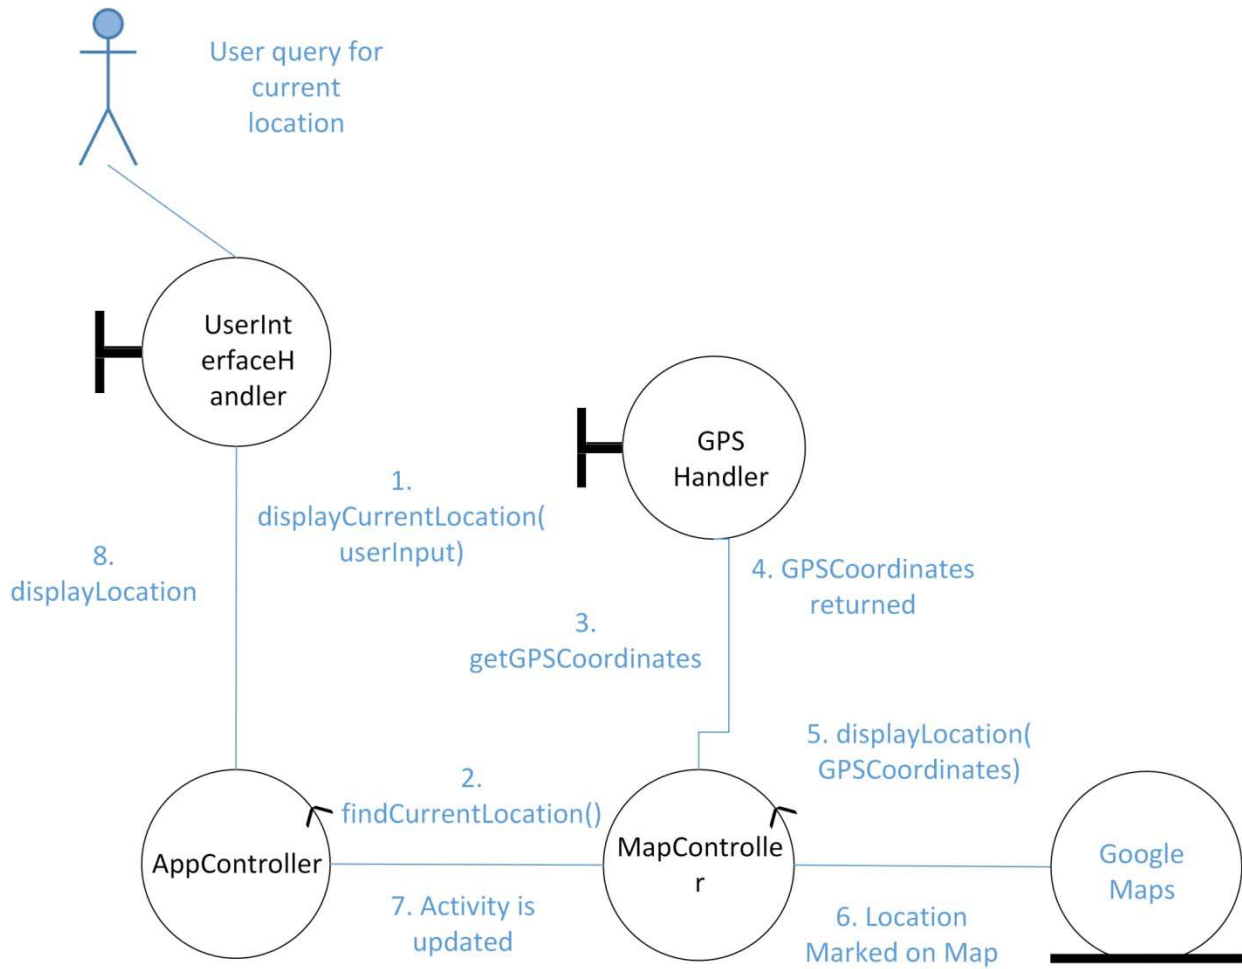 User query for
current
location
UserInt
erfaceH
andler
GPS
Handler
1.
displayCurrentLocation(
userInput)
8.
displayLocation
4. GPSCoordinates
returned
3.
getGPSCoordinates
5. displayLocation(
GPSCoordinates)
2.
findCurrentLocation()
AppController
MapControlle
r
Google
Maps
7. Activity is
updated
6. Location
Marked on Map